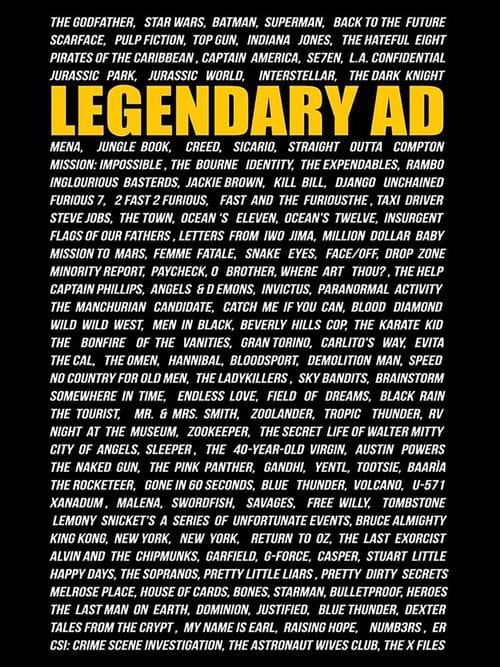 THE GODFATHER, STAR WARS, BATMAN, SUPERMAN, BACK TO THE FUTURE
SCARFACE, PULP FICTION, TOP GUN, INDIANA JONES, THE HATEFUL EIGHT
PIRATES OF THE CARIBBEAN, CAPTAIN AMERICA, SE7EN, L.A. CONFIDENTIAL
JURASSIC PARK, JURASSIC WORLD, INTERSTELLAR, THE DARK KNIGHT
LEGENDARY AD
MENA, JUNGLE BOOK, CREED, SICARIO, STRAIGHT OUTTA COMPTON
MISSION: IMPOSSIBLE, THE BOURNE IDENTITY, THE EXPENDABLES, RAMBO
INGLOURIOUS BASTERDS, JACKIE BROWN, KILL BILL, DJANGO UNCHAINED
FURIOUS 7, 2 FAST 2 FURIOUS, FAST AND THE FURIOUSTHE, TAXI DRIVER
STEVE JOBS, THE TOWN, OCEAN 'S ELEVEN, OCEAN'S TWELVE, INSURGENT
FLAGS OF OUR FATHERS, LETTERS FROM IWO JIMA, MILLION DOLLAR BABY
MISSION TO MARS, FEMME FATALE, SNAKE EYES, FACE/OFF, DROP ZONE
MINORITY REPORT, PAYCHECK, O BROTHER, WHERE ART THOU?, THE HELP
CAPTAIN PHILLIPS, ANGELS & D EMONS, INVICTUS, PARANORMAL ACTIVITY
THE MANCHURIAN CANDIDATE, CATCH ME IF YOU CAN, BLOOD DIAMOND
WILD WILD WEST, MEN IN BLACK, BEVERLY HILLS COP, THE KARATE KID
THE BONFIRE OF THE VANITIES, GRAN TORINO, CARLITO'S WAY, EVITA
THE CAL, THE OMEN, HANNIBAL, BLOODSPORT, DEMOLITION MAN, SPEED
NO COUNTRY FOR OLD MEN, THE LADYKILLERS, SKY BANDITS, BRAINSTORM
SOMEWHERE IN TIME, ENDLESS LOVE, FIELD OF DREAMS, BLACK RAIN
THE TOURIST, MR. & MRS. SMITH, ZOOLANDER, TROPIC THUNDER, RV
NIGHT AT THE MUSEUM, ZOOKEEPER, THE SECRET LIFE OF WALTER MITTY
CITY OF ANGELS, SLEEPER, THE 40-YEAR-OLD VIRGIN, AUSTIN POWERS
THE NAKED GUN, THE PINK PANTHER, GANDHI, YENTL, TOOTSIE, BAARÌA
THE ROCKETEER, GONE IN 60 SECONDS, BLUE THUNDER, VOLCANO, U-571
XANADUM, MALENA, SWORDFISH, SAVAGES, FREE WILLY, TOMBSTONE
LEMONY SNICKET'S A SERIES OF UNFORTUNATE EVENTS, BRUCE ALMIGHTY
KING KONG, NEW YORK, NEW YORK, RETURN TO OZ, THE LAST EXORCIST
ALVIN AND THE CHIPMUNKS, GARFIELD, G-FORCE, CASPER, STUART LITTLE
HAPPY DAYS, THE SOPRANOS, PRETTY LITTLE LIARS, PRETTY DIRTY SECRETS
MELROSE PLACE, HOUSE OF CARDS, BONES, STARMAN, BULLETPROOF, HEROES
THE LAST MAN ON EARTH, DOMINION, JUSTIFIED, BLUE THUNDER, DEXTER
TALES FROM THE CRYPT, MY NAME IS EARL, RAISING HOPE, NUMB3RS, ER
CSI: CRIME SCENE INVESTIGATION, THE ASTRONAUT WIVES CLUB, THE X FILES